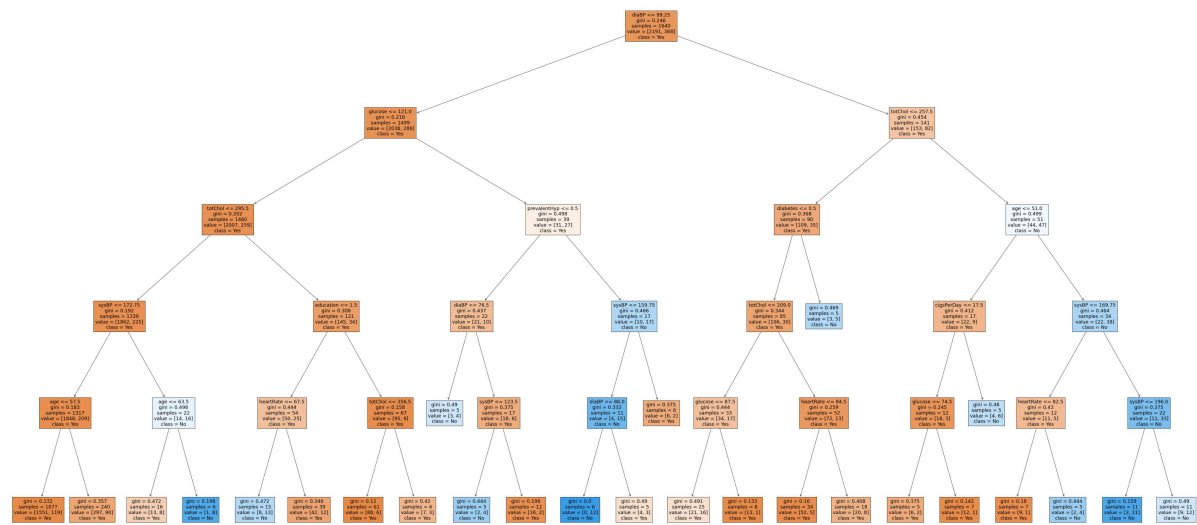 diaBP <= 99.25
gini = 0.246
samples = 1640
value = [2191, 368]
class = Yes
glucose <= 121.0
gini = 0.216
samples = 1499
value = [2038, 286]
class = Yes
totChol <= 257.5
gini = 0.454
samples = 141
value = [153, 82]
class = Yes
totChol <= 295.5
gini = 0.202
samples = 1460
value = [2007, 259]
class = Yes
prevalentHyp <= 0.5
gini = 0.498
samples = 39
value = [31, 27]
class = Yes
diabetes <= 0.5
gini = 0.368
samples = 90
value = [109, 35]
class = Yes
age <= 51.0
gini = 0.499
samples = 51
value = [44, 47]
class = No
sysBP <= 172.75
gini = 0.192
samples = 1339
value = [1862, 225]
class = Yes
education <= 1.5
gini = 0.308
samples = 121
value = [145, 34]
class = Yes
diaBP <= 76.5
gini = 0.437
samples = 22
value = [21, 10]
class = Yes
sysBP <= 159.75
gini = 0.466
samples = 17
value = [10, 17]
class = No
totChol <= 209.0
gini = 0.344
samples = 85
value = [106, 30]
class = Yes
gini = 0.469
samples = 5
value = [3, 5]
class = No
cigsPerDay <= 17.5
gini = 0.412
samples = 17
value = [22, 9]
class = Yes
sysBP <= 169.75
gini = 0.464
samples = 34
value = [22, 38]
class = No
age <= 57.5
gini = 0.183
samples = 1317
value = [1848, 209]
class = Yes
age <= 63.5
gini = 0.498
samples = 22
value = [14, 16]
class = No
heartRate <= 67.5
gini = 0.444
samples = 54
value = [50, 25]
class = Yes
totChol <= 356.5
gini = 0.158
samples = 67
value = [95, 9]
class = Yes
gini = 0.49
samples = 5
value = [3, 4]
class = No
sysBP <= 123.5
gini = 0.375
samples = 17
value = [18, 6]
class = Yes
diaBP <= 86.0
gini = 0.332
samples = 11
value = [4, 15]
class = No
gini = 0.375
samples = 6
value = [6, 2]
class = Yes
glucose <= 67.5
gini = 0.444
samples = 33
value = [34, 17]
class = Yes
heartRate <= 84.5
gini = 0.259
samples = 52
value = [72, 13]
class = Yes
glucose <= 74.5
gini = 0.245
samples = 12
value = [18, 3]
class = Yes
gini = 0.48
samples = 5
value = [4, 6]
class = No
heartRate <= 82.5
gini = 0.43
samples = 12
value = [11, 5]
class = Yes
sysBP <= 196.0
gini = 0.375
samples = 22
value = [11, 33]
class = No
gini = 0.132
samples = 1077
value = [1551, 119]
class = Yes
gini = 0.357
samples = 240
value = [297, 90]
class = Yes
gini = 0.472
samples = 16
value = [13, 8]
class = Yes
gini = 0.198
samples = 6
value = [1, 8]
class = No
gini = 0.472
samples = 15
value = [8, 13]
class = No
gini = 0.346
samples = 39
value = [42, 12]
class = Yes
gini = 0.12
samples = 61
value = [88, 6]
class = Yes
gini = 0.42
samples = 6
value = [7, 3]
class = Yes
gini = 0.444
samples = 5
value = [2, 4]
class = No
gini = 0.198
samples = 12
value = [16, 2]
class = Yes
gini = 0.0
samples = 6
value = [0, 12]
class = No
gini = 0.49
samples = 5
value = [4, 3]
class = Yes
gini = 0.491
samples = 25
value = [21, 16]
class = Yes
gini = 0.133
samples = 8
value = [13, 1]
class = Yes
gini = 0.16
samples = 34
value = [52, 5]
class = Yes
gini = 0.408
samples = 18
value = [20, 8]
class = Yes
gini = 0.375
samples = 5
value = [6, 2]
class = Yes
gini = 0.142
samples = 7
value = [12, 1]
class = Yes
gini = 0.18
samples = 7
value = [9, 1]
class = Yes
gini = 0.444
samples = 5
value = [2, 4]
class = No
gini = 0.159
samples = 11
value = [2, 21]
class = No
gini = 0.49
samples = 11
value = [9, 12]
class = No